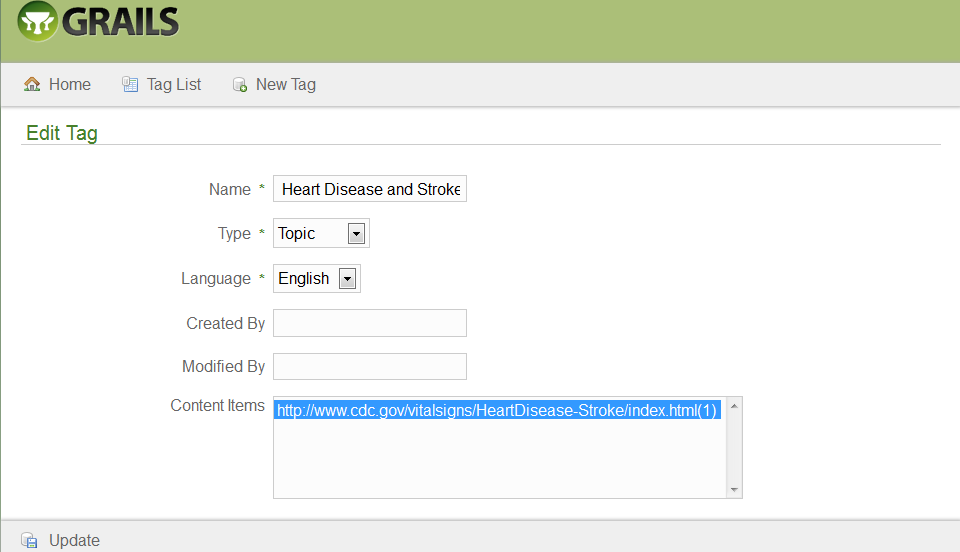 GRAILS
Home Tag List New Tag
Edit Tag
Name * Heart Disease and Stroke
Type * Topic
Language * English
Created By
Modified By
Content Items http://www.cdc.gov/vitalsigns/HeartDisease-Stroke/index.html(1)
Update